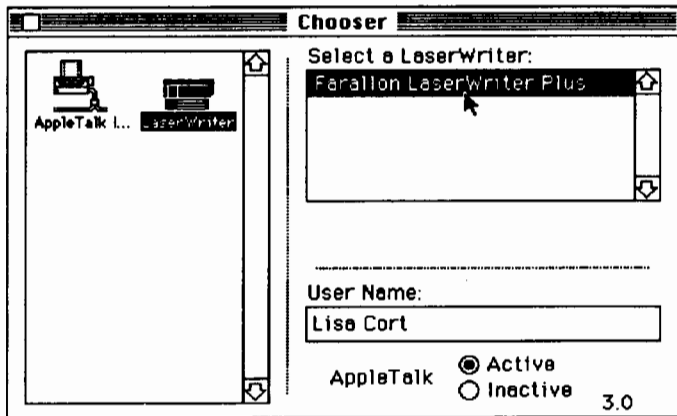 Chooser
AppleTalk I...
LaserWriter
Select a LaserWriter:
Farallon LaserWriter Plus
User Name:
Lisa Cort
AppleTalk
Active
Inactive
3.0